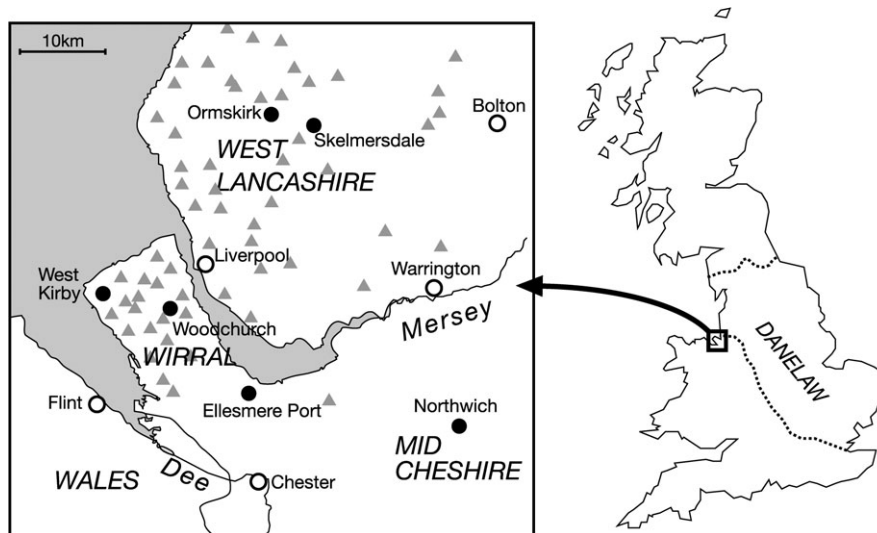 10km
Ormskirk
Bolton
Skelmersdale
WEST
LANCASHIRE
Liverpool
West
Kirby
Warrington
Woodchurch
Mersey
WIRRAL
DANELAW
Flint
Ellesmere Port
Northwich
MID
CHESHIRE
WALES
Dee
Chester